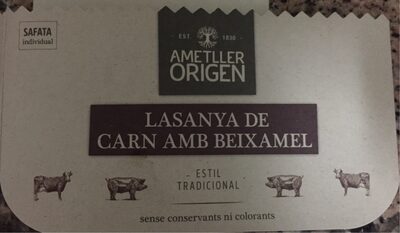 SAFATA
individual
EST. 1830
AMETLLER
ORIGEN
LASANYA DE
CARN AMB BEIXAMEL
ESTIL
TRADICIONAL
sense conservants ni colorants